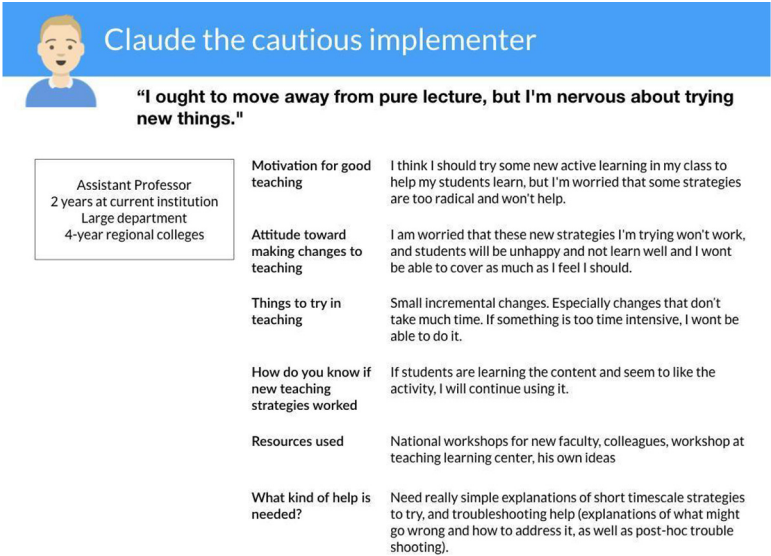 Claude the cautious implementer
“I ought to move away from pure lecture, but I'm nervous about trying
new things."
Assistant Professor
2 years at current institution
Large department
4-year regional colleges
Motivation for good
teaching
I think I should try some new active learning in my class to
help my students learn, but I'm worried that some strategies
are too radical and won't help.
Attitude toward
making changes to
teaching
I am worried that these new strategies I'm trying won't work,
and students will be unhappy and not learn well and I wont
be able to cover as much as I feel I should.
Things to try in
teaching
Small incremental changes. Especially changes that don't
take much time. If something is too time intensive, I wont be
able to do it.
How do you know if
new teaching
strategies worked
If students are learning the content and seem to like the
activity, I will continue using it.
Resources used
National workshops for new faculty, colleagues, workshop at
teaching learning center, his own ideas
What kind of help is
needed?
Need really simple explanations of short timescale strategies
to try, and troubleshooting help (explanations of what might
go wrong and how to address it, as well as post-hoc trouble
shooting).